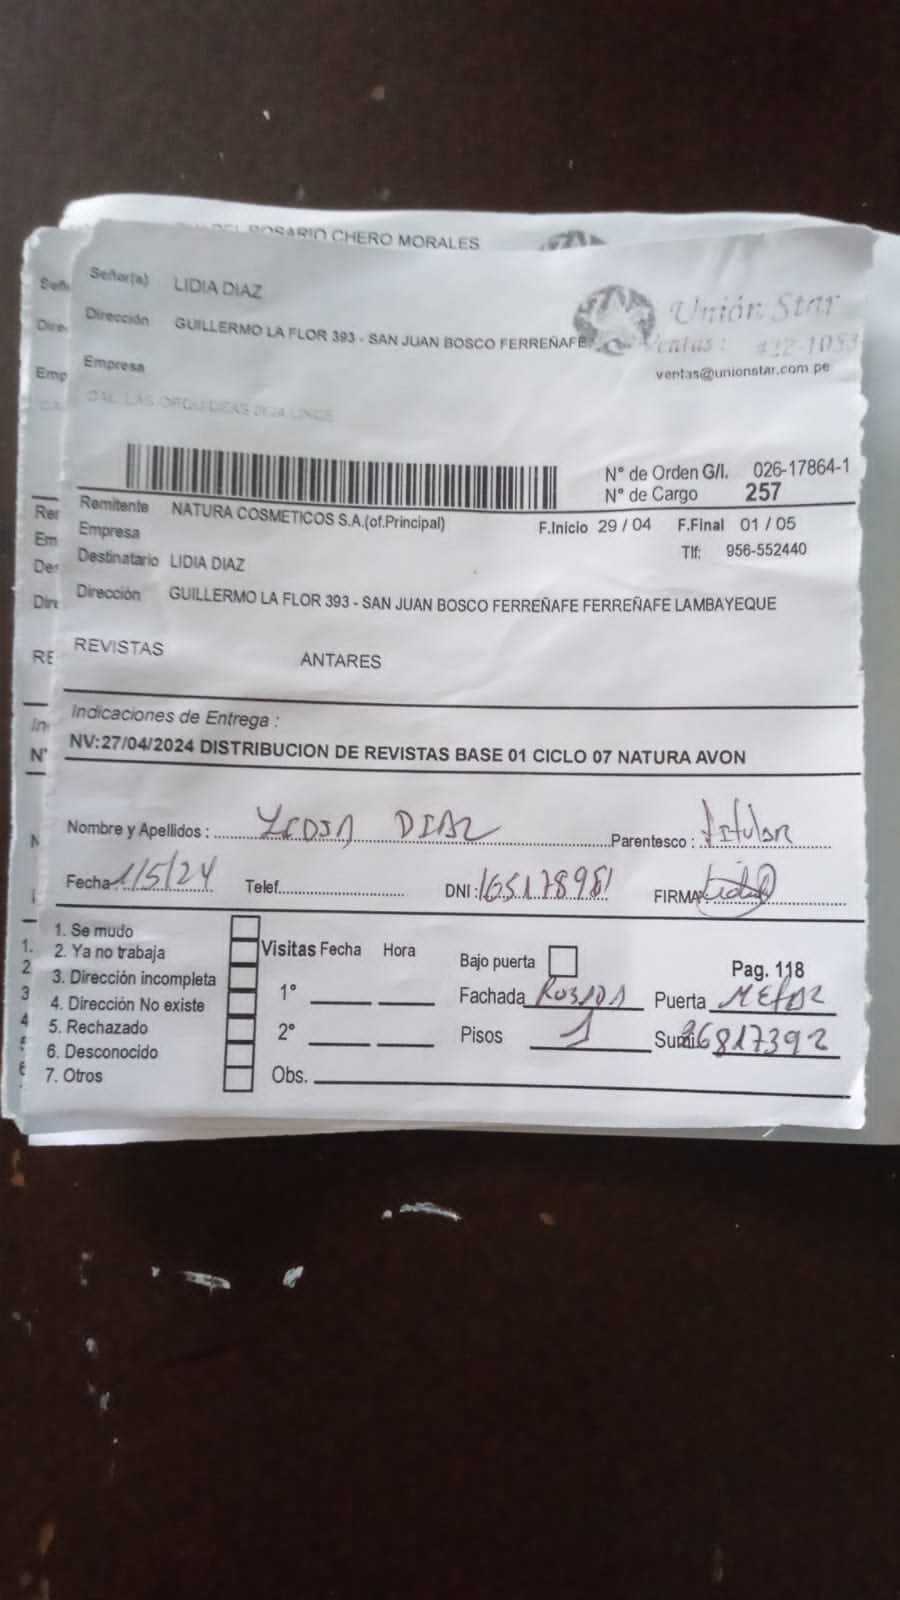 ROSARIO CHERO MORALES
Señor(a) LIDIA DIAZ
Unión Star
Dirección GUILLERMO LA FLOR 393 - SAN JUAN BOSCO FERREÑAFE
Ventas : 422-1053
Empresa
ventas@unionstar.com.pe
N° de Orden G/I. 026-17864-1
N° de Cargo 257
Remitente NATURA COSMETICOS S.A.(of.Principal)
Empresa
F.Inicio 29 / 04 F.Final 01 / 05
Destinatario LIDIA DIAZ
Tlf: 956-552440
Dirección GUILLERMO LA FLOR 393 - SAN JUAN BOSCO FERREÑAFE FERREÑAFE LAMBAYEQUE
REVISTAS ANTARES
Indicaciones de Entrega :
NV:27/04/2024 DISTRIBUCION DE REVISTAS BASE 01 CICLO 07 NATURA AVON
Nombre y Apellidos : DIAZ Parentesco : titular
Fecha 1/5/24 Telef. DNI : FIRMA
1. Se mudo
2. Ya no trabaja
3. Dirección incompleta
4. Dirección No existe
5. Rechazado
6. Desconocido
7. Otros
Visitas Fecha Hora
1°
2°
Obs.
Bajo puerta
Pag. 118
Fachada ROSADA Puerta METAL
Pisos 1 6817392